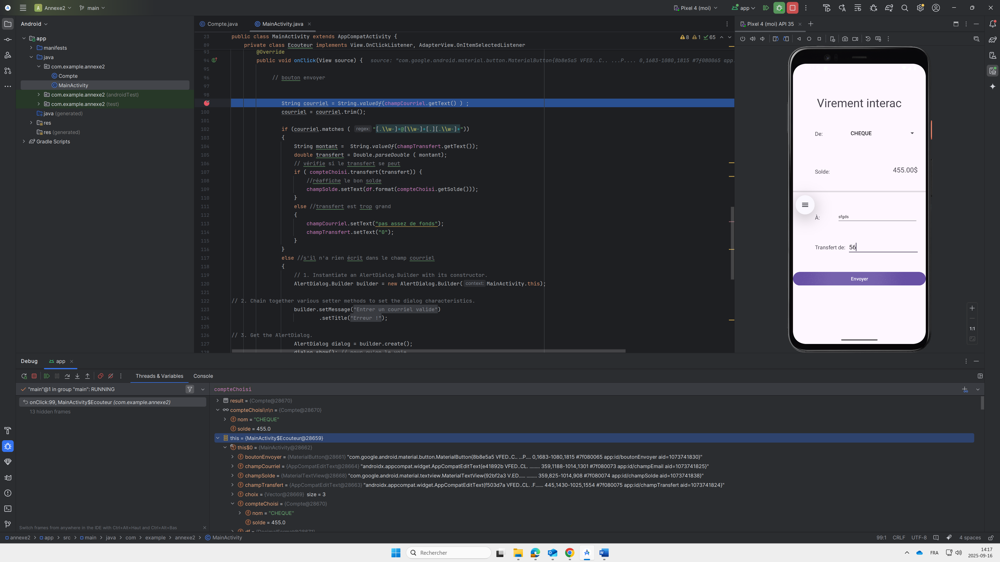 A Annexe2 main Pixel 4 (moi) app
Android
app
manifests
java
com.example.annexe2
Compte
MainActivity
com.example.annexe2 (androidTest)
com.example.annexe2 (test)
java (generated)
res
res (generated)
Gradle Scripts
Compte.java MainActivity.java
8 1 65
23 public class MainActivity extends AppCompatActivity {
89 private class Ecouteur implements View.OnClickListener, AdapterView.OnItemSelectedListener
93 @Override
94 public void onClick(View source) { source: "com.google.android.material.button.MaterialButton{8b8e5a5 VFED..C.. ...P.... 0,1683-1080,1815 #7f080065 app
95
96 // bouton envoyer
97
98
String courriel = String.valueOf(champCourriel.getText() ) ;
100 courriel = courriel.trim();
101
102 if (courriel.matches ( regex: "[.\\w-]+@[\\w-]+[.][.\\w-]+"))
103 {
104 String montant = String.valueOf(champTransfert.getText());
105 double transfert = Double.parseDouble ( montant);
106 // vérifie si le transfert se peut
107 if ( compteChoisi.transfert(transfert)) {
108 //réaffiche le bon solde
109 champSolde.setText(df.format(compteChoisi.getSolde()));
110 }
111 else //transfert est trop grand
112 {
113 champCourriel.setText("pas assez de fonds");
114 champTransfert.setText("0");
115 }
116 }
117 else //s'il n'a rien écrit dans le champ courriel
118 {
119 // 1. Instantiate an AlertDialog.Builder with its constructor.
120 AlertDialog.Builder builder = new AlertDialog.Builder( context: MainActivity.this);
121
122 // 2. Chain together various setter methods to set the dialog characteristics.
123 builder.setMessage("Entrer un courriel valide")
124 .setTitle("Erreur !");
125
126 // 3. Get the AlertDialog.
127 AlertDialog dialog = builder.create();
128 dialog.show(); // pour qu'on le voie
Pixel 4 (moi) API 35
Virement interac
De: CHEQUE
Solde: 455.00$
À: sfgds
Transfert de: 56
Envoyer
1:1
Debug app
Threads & Variables Console
"main"@1 in group "main": RUNNING
onClick:99, MainActivity$Ecouteur (com.example.annexe2)
13 hidden frames
Switch frames from anywhere in the IDE with Ctrl+Alt+Haut and Ctrl+Alt+Bas
compteChoisi
result = {Compte@28670}
compteChoisi\n\n = {Compte@28670}
nom = "CHEQUE"
solde = 455.0
this = {MainActivity$Ecouteur@28659}
this$0 = {MainActivity@28662}
boutonEnvoyer = {MaterialButton@28661} "com.google.android.material.button.MaterialButton{8b8e5a5 VFED..C.. ...P.... 0,1683-1080,1815 #7f080065 app:id/boutonEnvoyer aid=1073741830}"
champCourriel = {AppCompatEditText@28664} "androidx.appcompat.widget.AppCompatEditText{e41892b VFED..CL. ........ 359,1188-1014,1301 #7f080073 app:id/champEmail aid=1073741825}"
champSolde = {MaterialTextView@28668} "com.google.android.material.textview.MaterialTextView{92bf2a3 V.ED..... ........ 359,825-1014,908 #7f080074 app:id/champSolde aid=1073741838}"
champTransfert = {AppCompatEditText@28663} "androidx.appcompat.widget.AppCompatEditText{f503d7a VFED..CL. .F...... 445,1430-1025,1554 #7f080075 app:id/champTransfert aid=1073741824}"
choix = {Vector@28669} size = 3
compteChoisi = {Compte@28670}
nom = "CHEQUE"
solde = 455.0
df = {DecimalFormat@28671}
annexe2 app src main java com example annexe2 MainActivity
99:1 CRLF UTF-8 4 spaces
Rechercher
FRA
14:17
2025-09-16